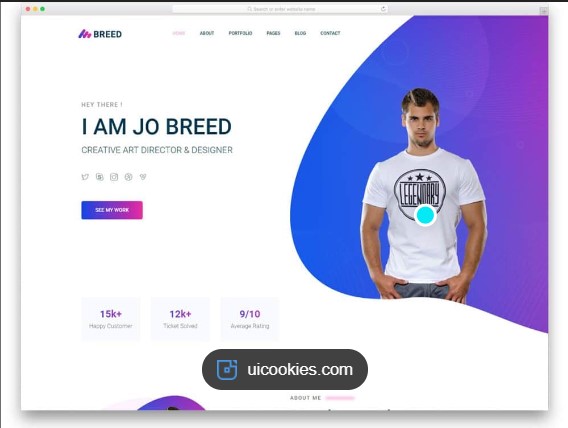 Search or enter website name
BREED
HOME ABOUT PORTFOLIO PAGES BLOG CONTACT
HEY THERE !
I AM JO BREED
CREATIVE ART DIRECTOR & DESIGNER
SEE MY WORK
LEGENDARY
15k+ 12k+ 9/10
Happy Customer Ticket Solved Average Rating
uicookies.com
ABOUT ME